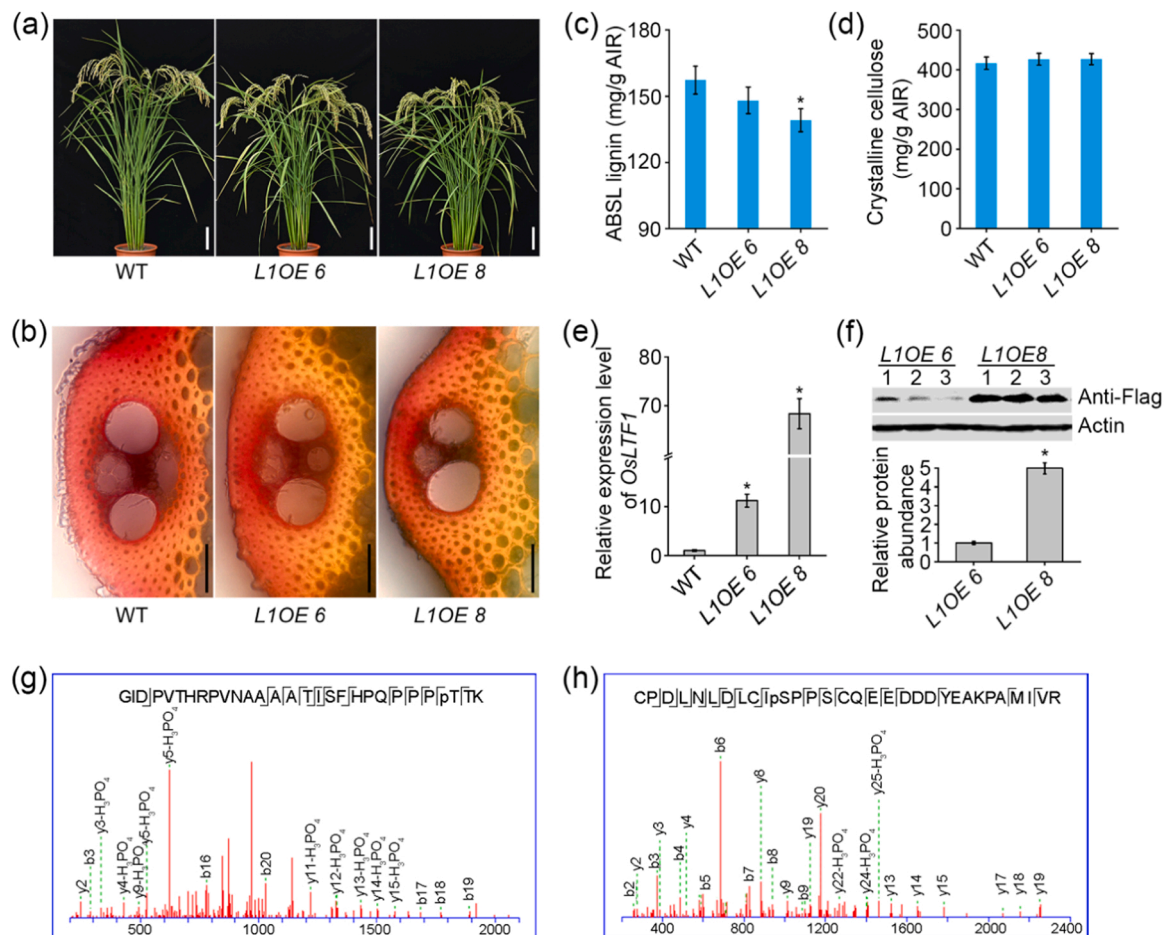 (a)
WT
L1OE 6
L1OE 8
(b)
WT
L1OE 6
L1OE 8
(c)
ABSL lignin (mg/g AIR)
180
150
120
90
WT
L1OE 6
L1OE 8
*
(d)
Crystalline cellulose
(mg/g AIR)
500
400
300
200
100
0
WT
L1OE 6
L1OE 8
(e)
Relative expression level
of OsLTF1
80
70
10
0
*
*
WT
L1OE 6
L1OE 8
(f)
L1OE 6
L1OE8
1 2 3 1 2 3
Anti-Flag
Actin
Relative protein
abundance
5
4
3
2
1
0
*
L1OE 6
L1OE 8
(g)
GIDPVTHRPVNAAAATISFHPQPPPpTTK
y2
b3
y3-H₃PO₄
y4-H₃PO₄
y9-H₃PO₄
y5-H₃PO₄
y5-H₃PO₄
b16
b20
y11-H₃PO₄
y12-H₃PO₄
y13-H₃PO₄
y14-H₃PO₄
y15-H₃PO₄
b17
b18
b19
500 1000 1500 2000
(h)
CPDLNLDLCIpSPPSCQEEDDDYEAKPAMIVR
b2
y2
b3
y3
b4
y4
b5
b6
b7
y8
b8
y9
b9
y19
y20
y22-H₃PO₄
y24-H₃PO₄
y25-H₃PO₄
y13
y14
y15
y17
y18
y19
400 800 1200 1600 2000 2400